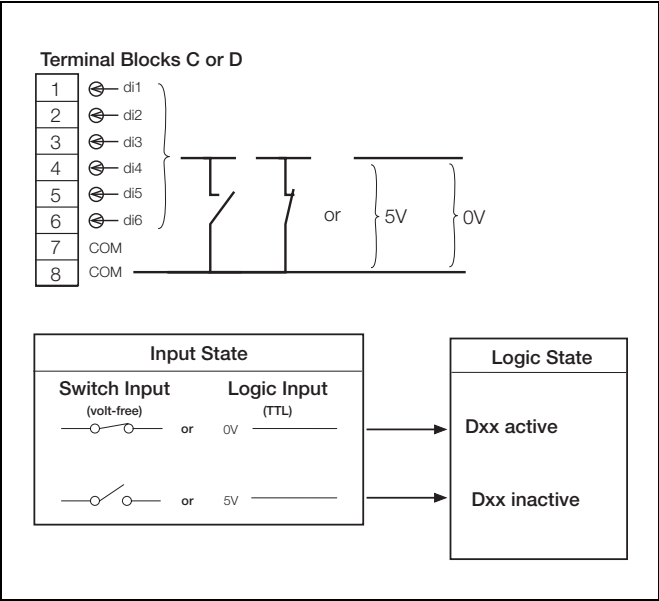 Terminal Blocks C or D
1 di1
2 di2
3 di3
4 di4
5 di5
6 di6
7 COM
8 COM
or 5V 0V
Input State
Switch Input Logic Input
(volt-free) (TTL)
or 0V
or 5V
Logic State
Dxx active
Dxx inactive